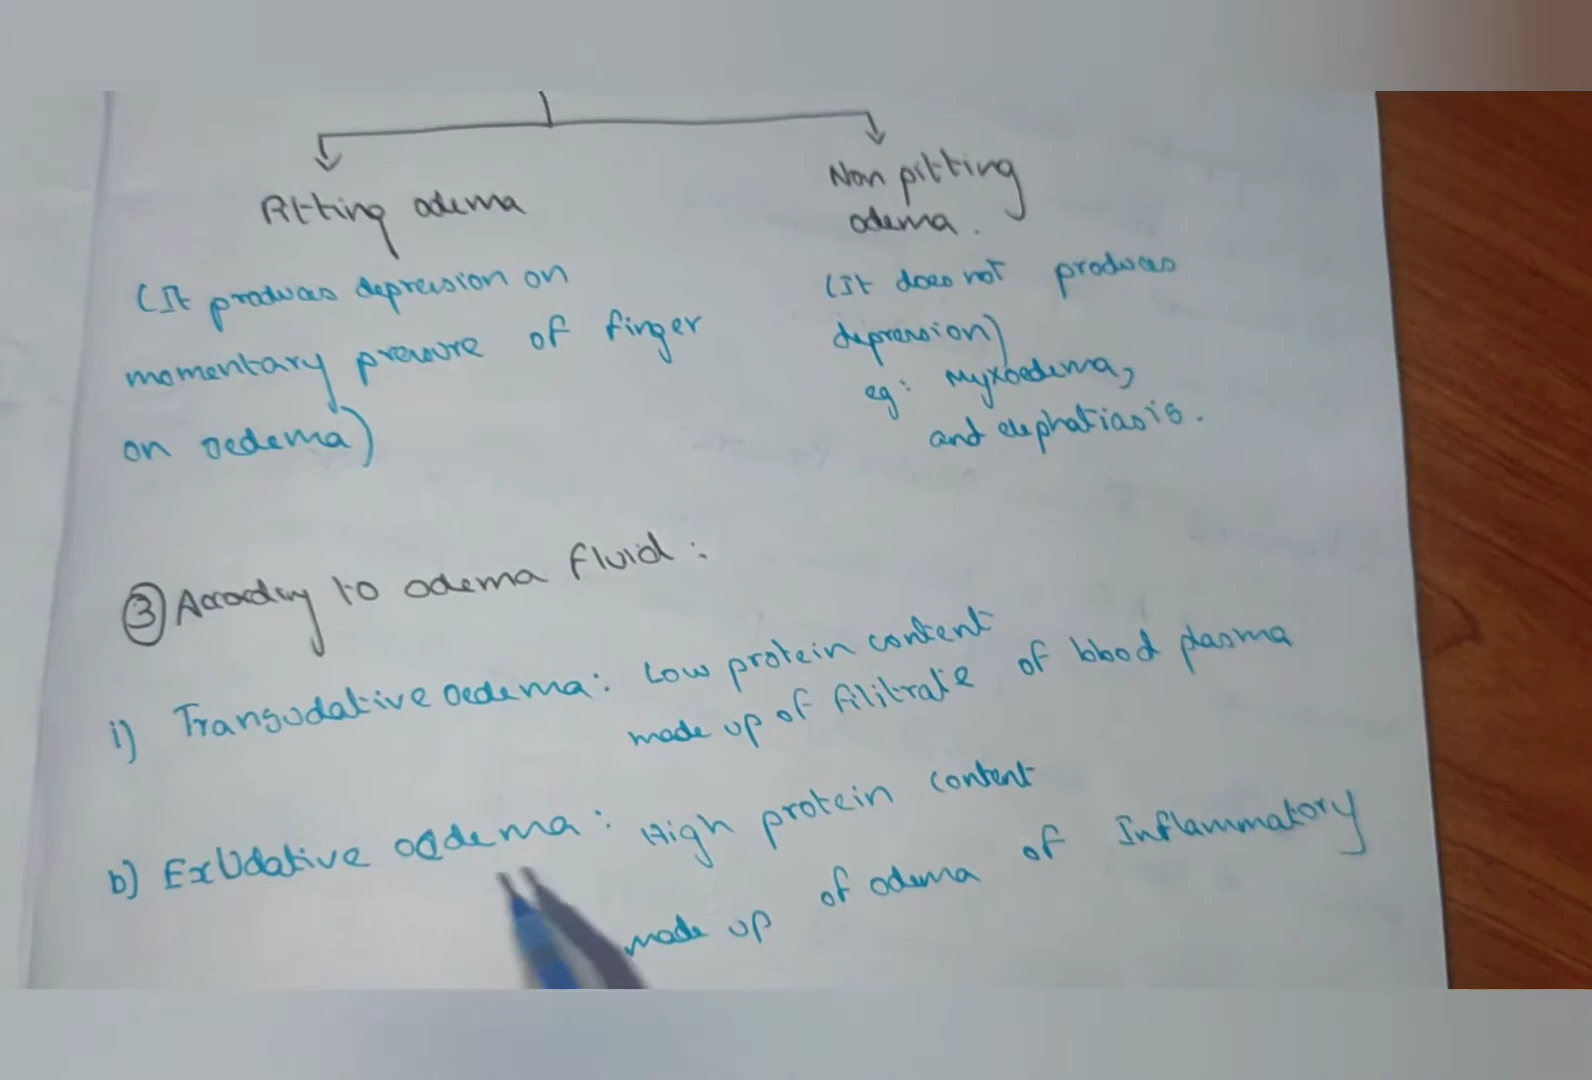 Pitting odema
Non pitting
odema.
(It produces depression on
momentary pressure of finger
on oedema)
(It does not produces
depression)
eg: Myxoedema,
and elephatiasis.
③ According to odema fluid:
i) Transudative oedema: Low protein content
made up of filitrate of blood plasma
b) Exudative oedema: High protein content
made up of odema of Inflammatory